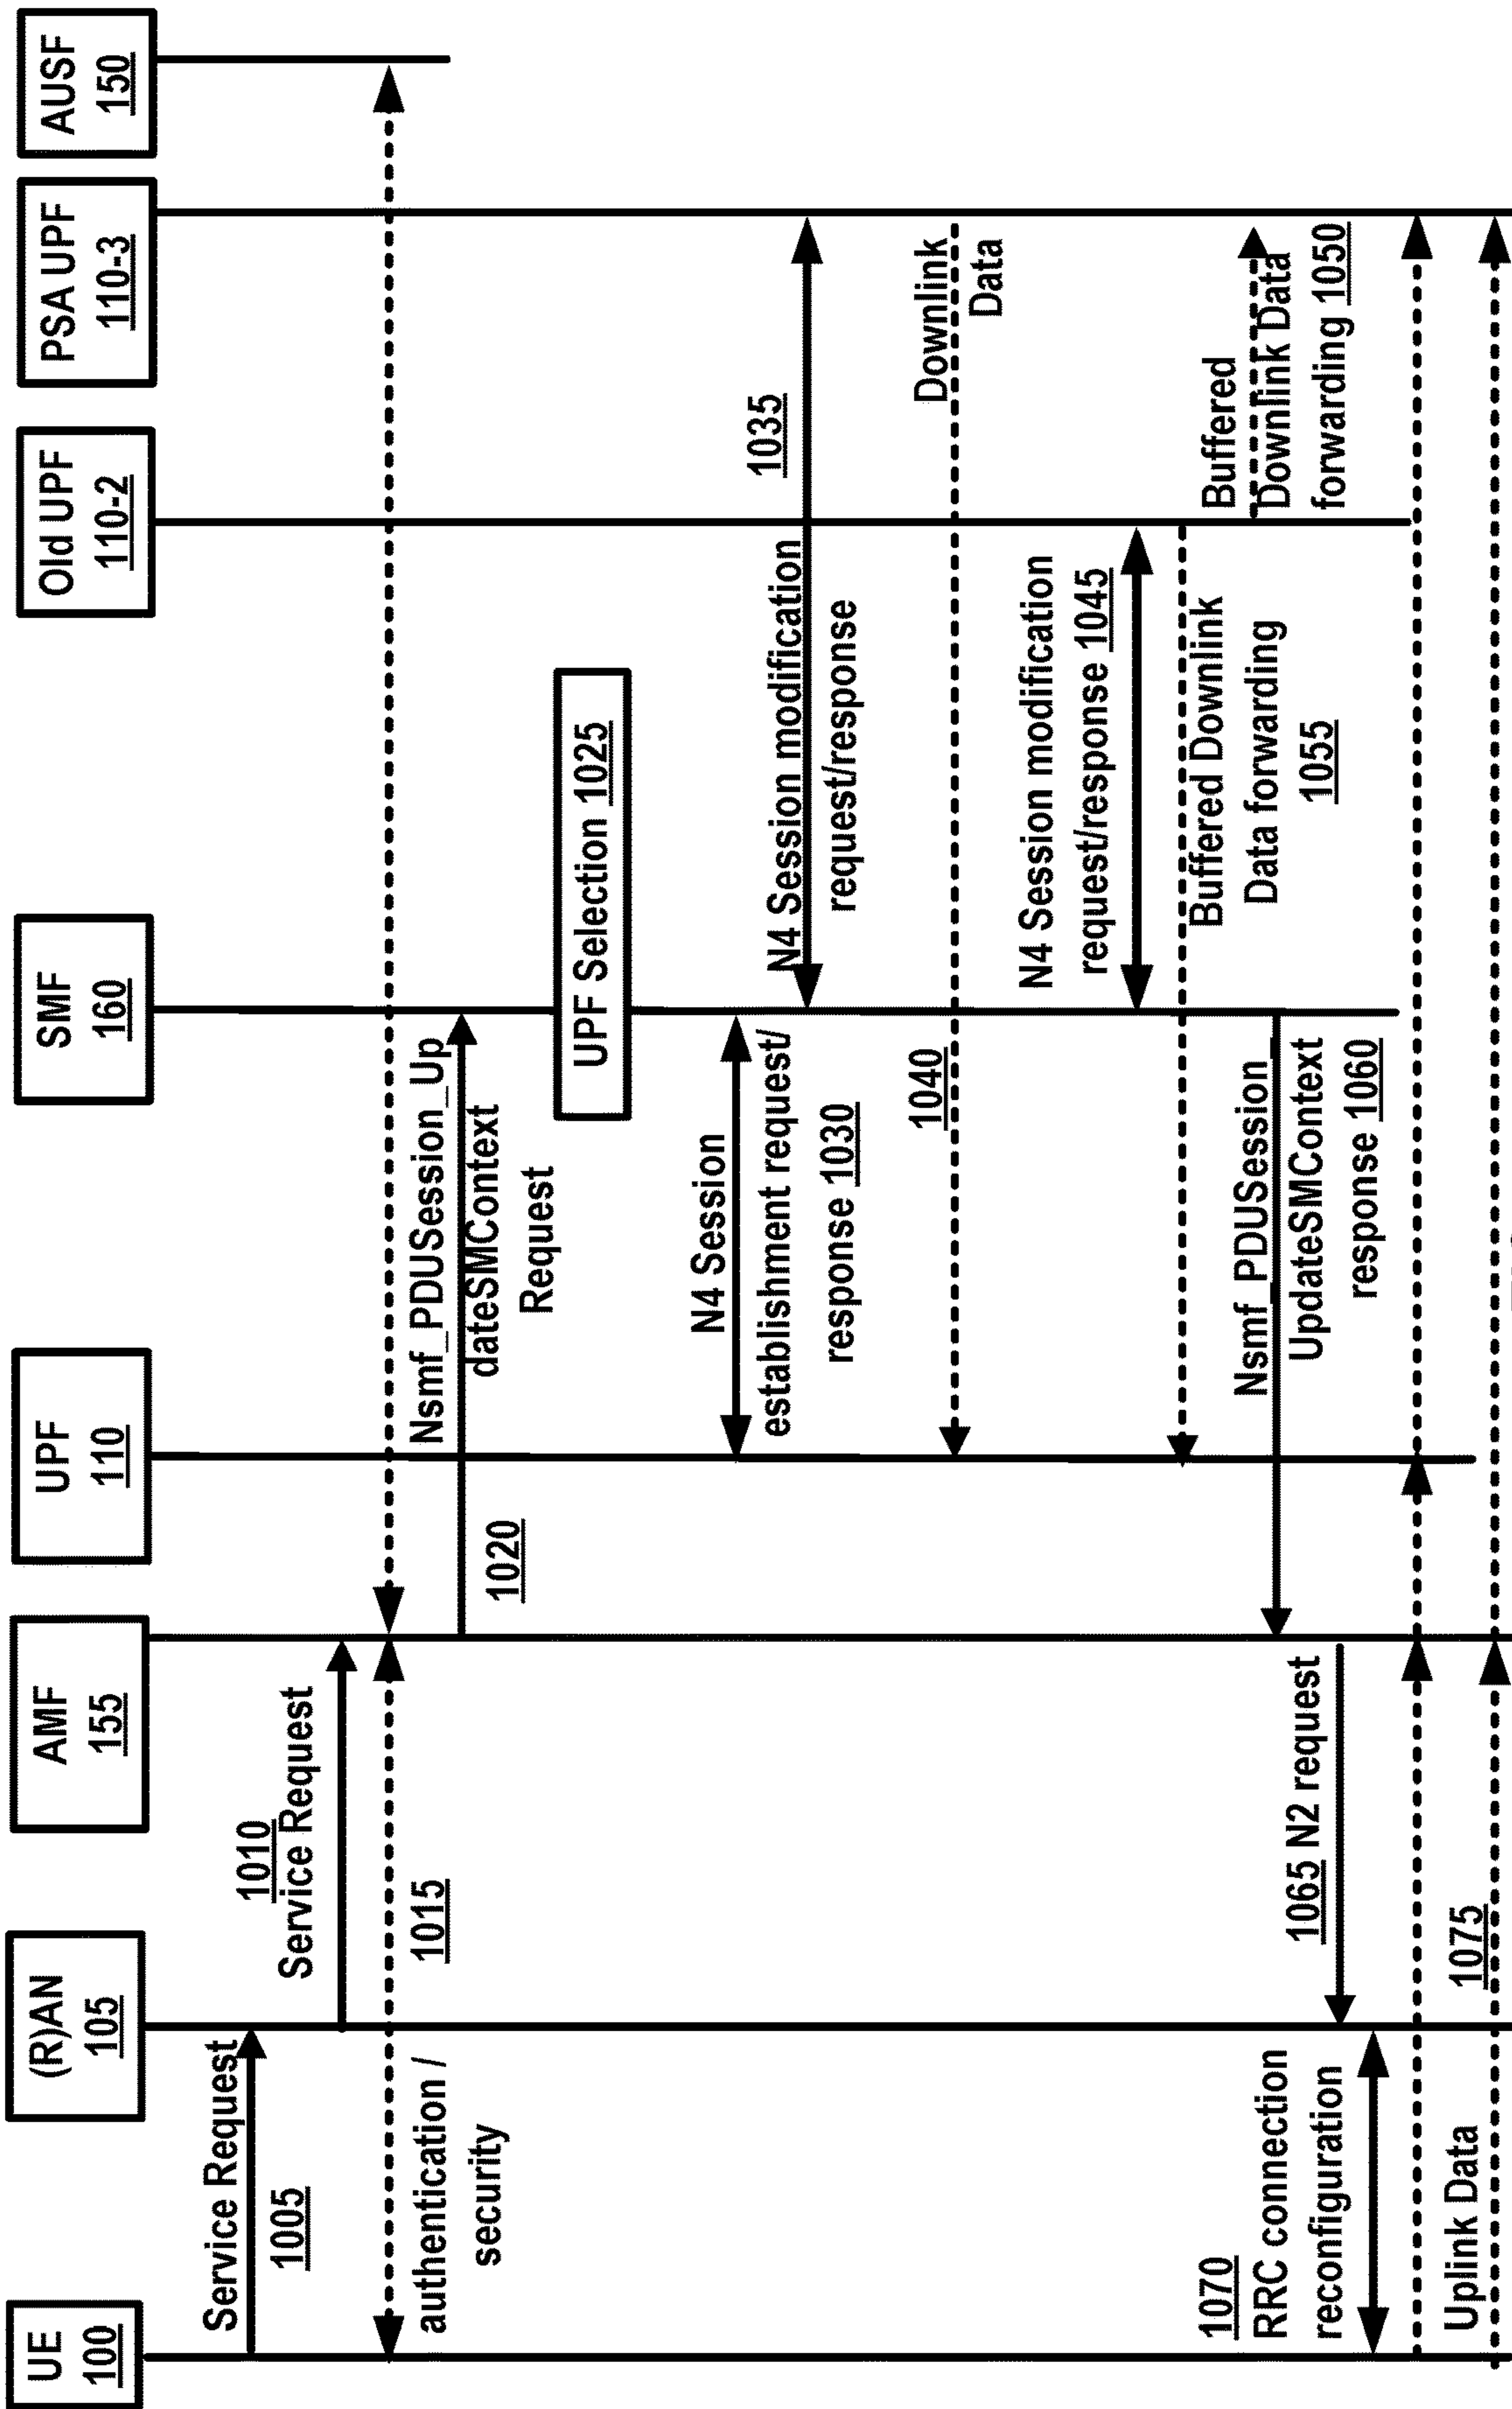 UE
100
(R)AN
105
AMF
155
UPF
110
SMF
160
Old UPF
110-2
PSA UPF
110-3
AUSF
150
Service Request
1005
1010
Service Request
authentication /
security
1015
Nsmf_PDUSession_Up
dateSMContext
Request
1020
UPF Selection 1025
N4 Session
establishment request/
response 1030
N4 Session modification
request/response
1035
Downlink
Data
1040
N4 Session modification
request/response 1045
Buffered
Downlink Data
forwarding 1050
Buffered Downlink
Data forwarding
1055
Nsmf_PDUSession_
UpdateSMContext
response 1060
1065 N2 request
1070
RRC connection
reconfiguration
Uplink Data
1075